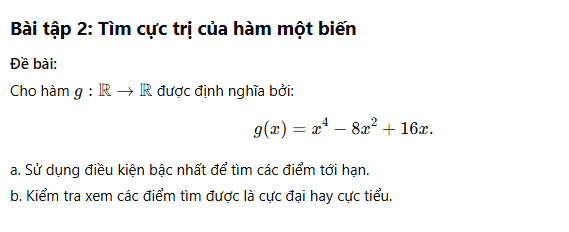 Bài tập 2: Tìm cực trị của hàm một biến
Đề bài:
Cho hàm g : ℝ → ℝ được định nghĩa bởi:
g(x) = x⁴ − 8x² + 16x.
a. Sử dụng điều kiện bậc nhất để tìm các điểm tới hạn.
b. Kiểm tra xem các điểm tìm được là cực đại hay cực tiểu.